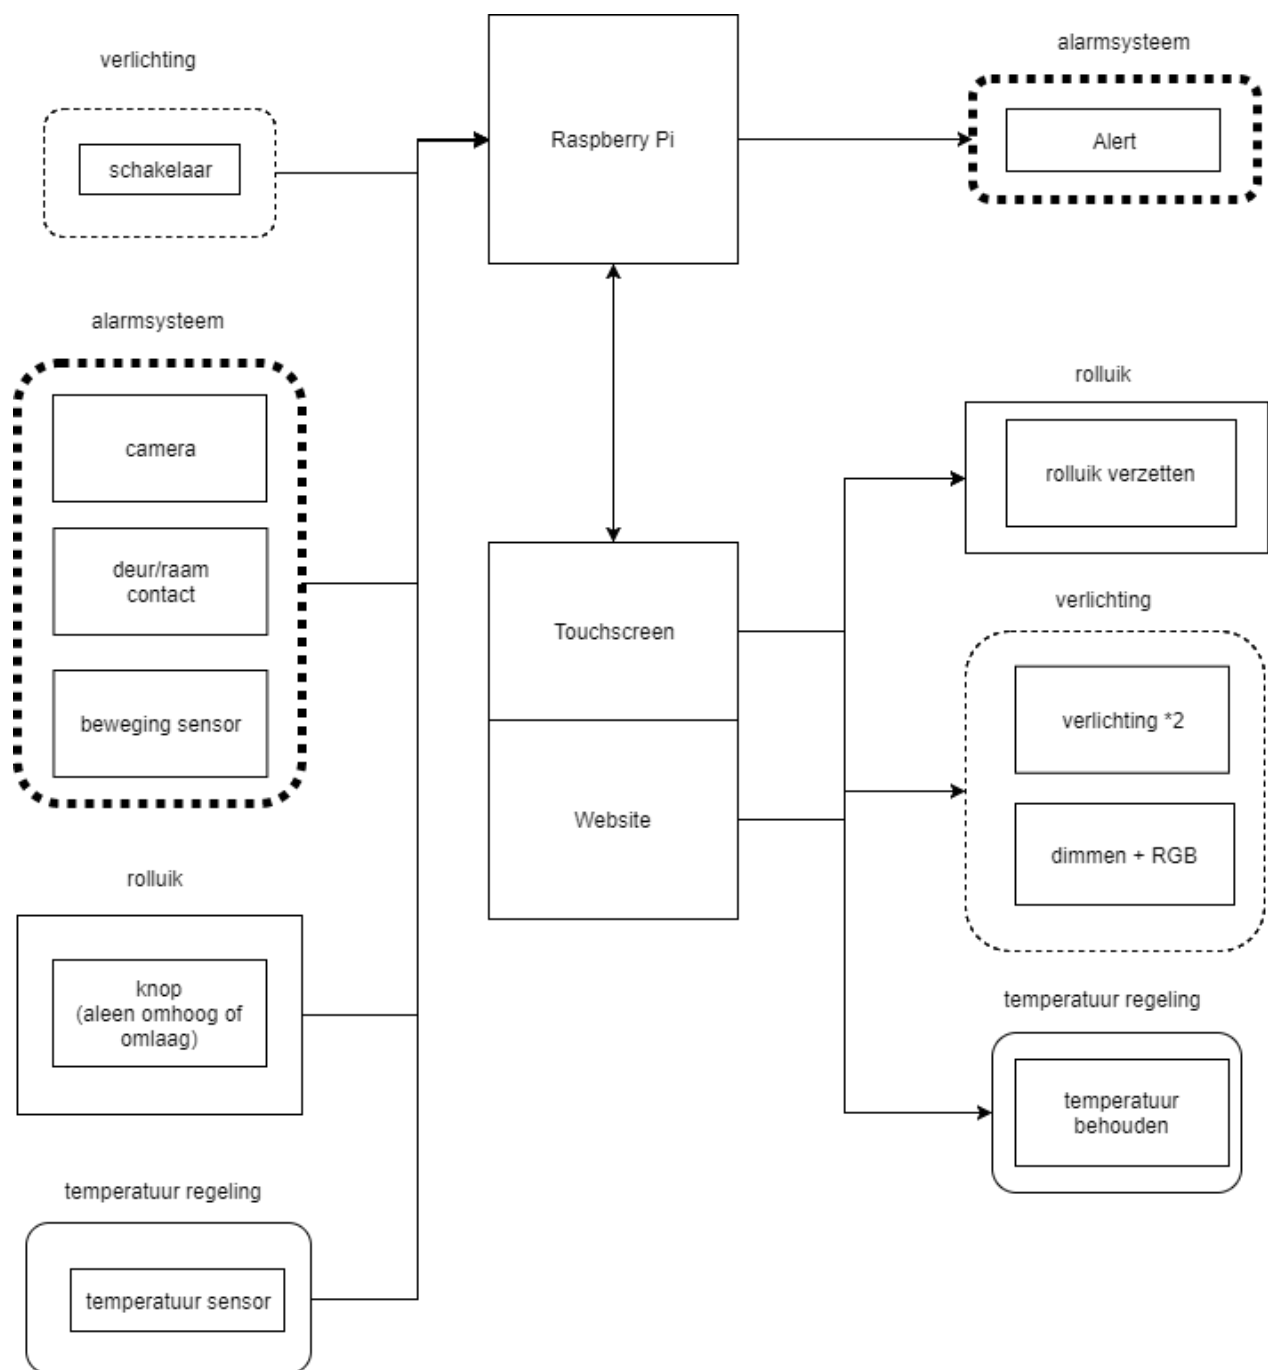 verlichting
schakelaar
alarmsysteem
camera
deur/raam
contact
beweging sensor
rolluik
knop
(aleen omhoog of
omlaag)
temperatuur regeling
temperatuur sensor
Raspberry Pi
Touchscreen
Website
alarmsysteem
Alert
rolluik
rolluik verzetten
verlichting
verlichting *2
dimmen + RGB
temperatuur regeling
temperatuur
behouden